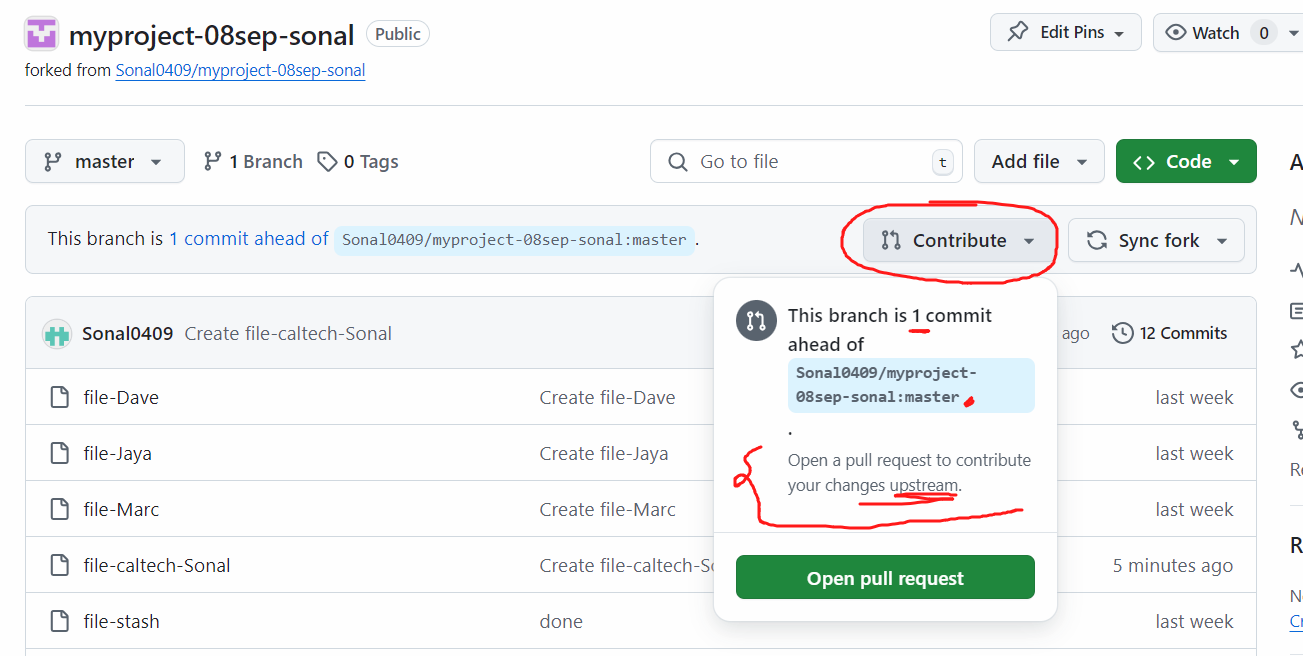 myproject-08sep-sonal Public Edit Pins Watch 0
forked from Sonal0409/myproject-08sep-sonal
master 1 Branch 0 Tags Go to file t Add file Code
This branch is 1 commit ahead of Sonal0409/myproject-08sep-sonal:master . Contribute Sync fork
This branch is 1 commit
ahead of
Sonal0409/myproject-
08sep-sonal:master
.
Open a pull request to contribute
your changes upstream.
Open pull request
Sonal0409 Create file-caltech-Sonal ago 12 Commits
file-Dave Create file-Dave last week
file-Jaya Create file-Jaya last week
file-Marc Create file-Marc last week
file-caltech-Sonal Create file-caltech-So 5 minutes ago
file-stash done last week